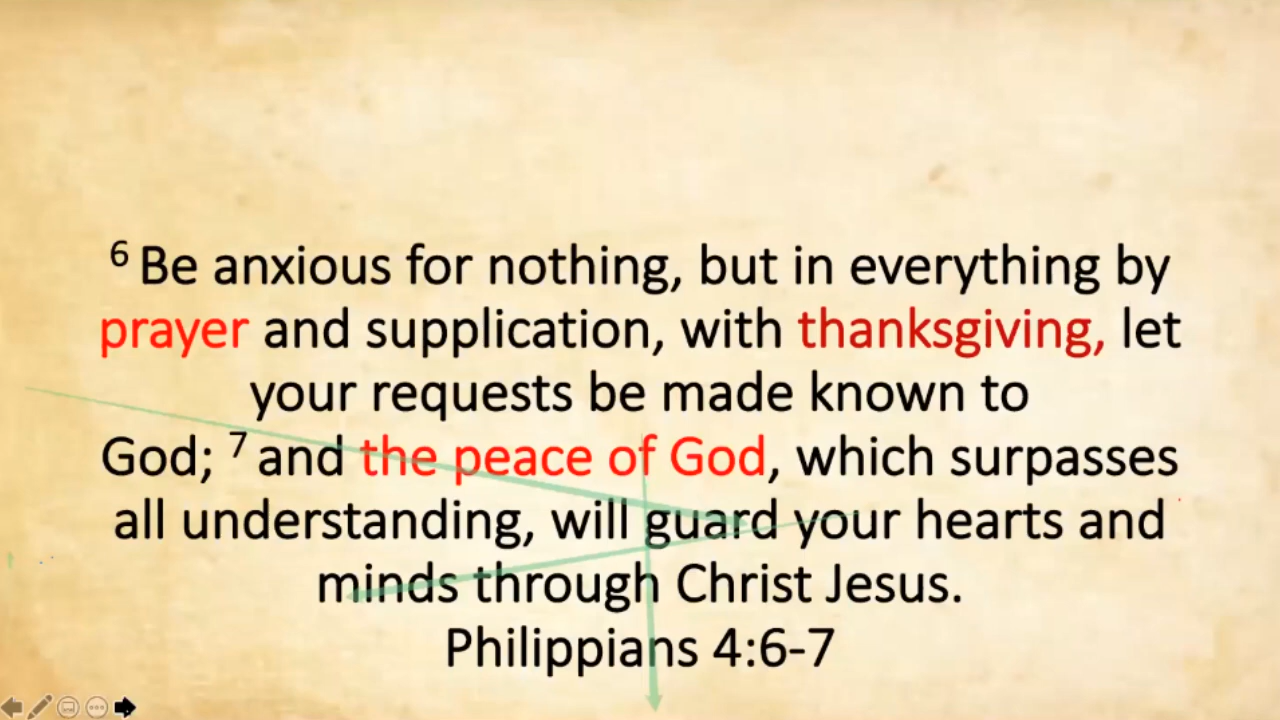 ⁶ Be anxious for nothing, but in everything by
prayer and supplication, with thanksgiving, let
your requests be made known to
God; ⁷ and the peace of God, which surpasses
all understanding, will guard your hearts and
minds through Christ Jesus.
Philippians 4:6-7